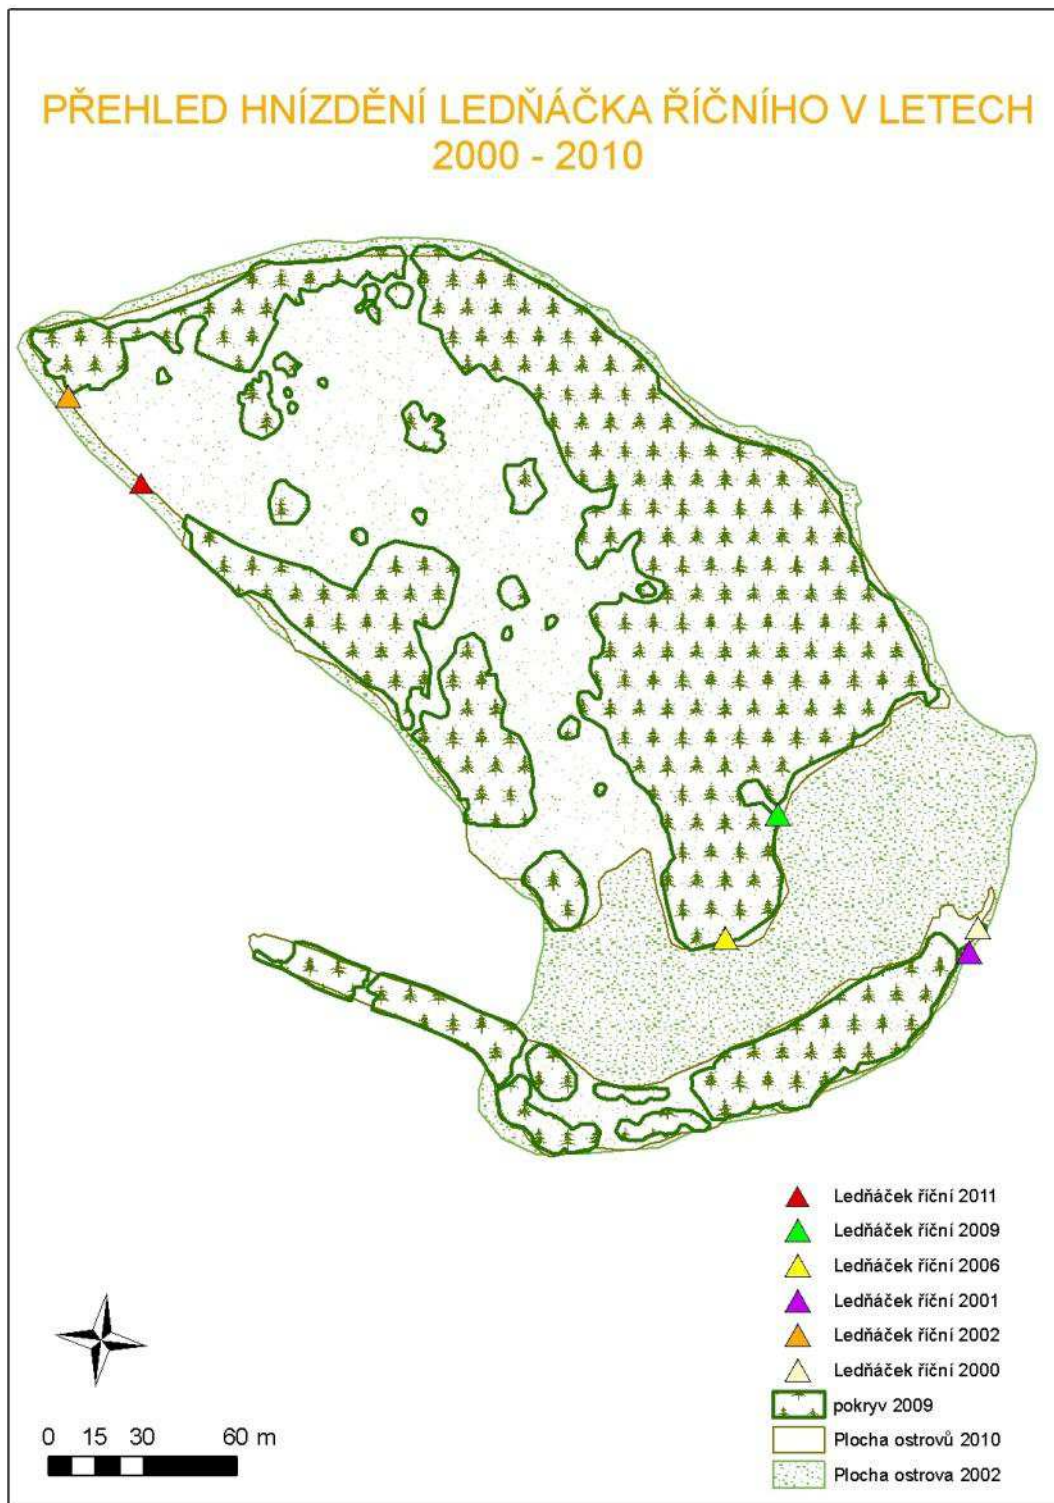 PŘEHLED HNÍZDĚNÍ LEDŇÁČKA ŘÍČNÍHO V LETECH
2000 - 2010
Ledňáček říční 2011
Ledňáček říční 2009
Ledňáček říční 2006
Ledňáček říční 2001
Ledňáček říční 2002
Ledňáček říční 2000
pokryv 2009
Plocha ostrovů 2010
Plocha ostrova 2002
0 15 30 60 m